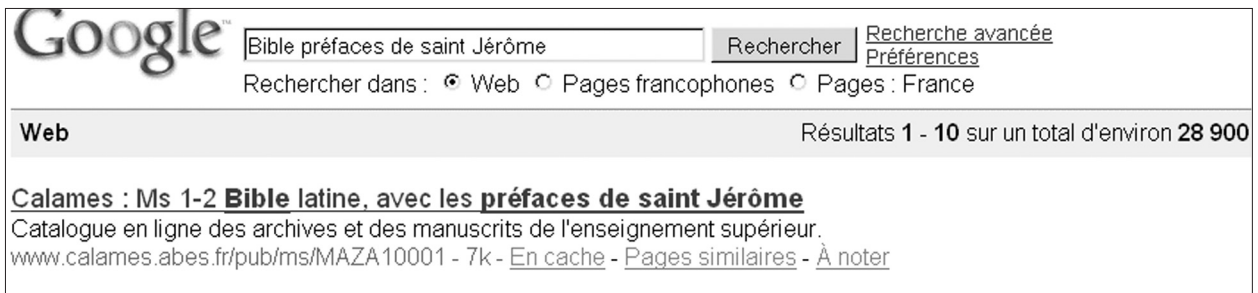 Google™
Bible préfaces de saint Jérôme Rechercher Recherche avancée
Préférences
Rechercher dans : Web Pages francophones Pages : France
Web Résultats 1 - 10 sur un total d'environ 28 900
Calames : Ms 1-2 Bible latine, avec les préfaces de saint Jérôme
Catalogue en ligne des archives et des manuscrits de l'enseignement supérieur.
www.calames.abes.fr/pub/ms/MAZA10001 - 7k - En cache - Pages similaires - À noter